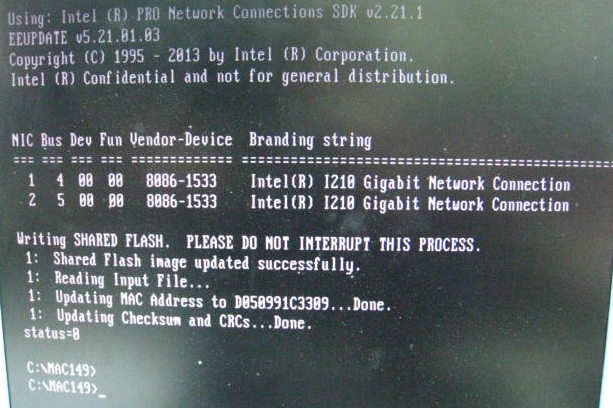 Using: Intel (R) PRO Network Connections SDK v2.21.1
EEUPDATE v5.21.01.03
Copyright (C) 1995 - 2013 by Intel (R) Corporation.
Intel (R) Confidential and not for general distribution.
NIC Bus Dev Fun Vendor-Device  Branding string
=== === === === ============= =================================================
1   4  00  00   8086-1533    Intel(R) I210 Gigabit Network Connection
2   5  00  00   8086-1533    Intel(R) I210 Gigabit Network Connection
Writing SHARED FLASH.  PLEASE DO NOT INTERRUPT THIS PROCESS.
1:  Shared Flash image updated successfully.
1:  Reading Input File...
1:  Updating MAC Address to D050991C3309...Done.
1:  Updating Checksum and CRCs...Done.
status=0
C:\MAC149>
C:\MAC149>_